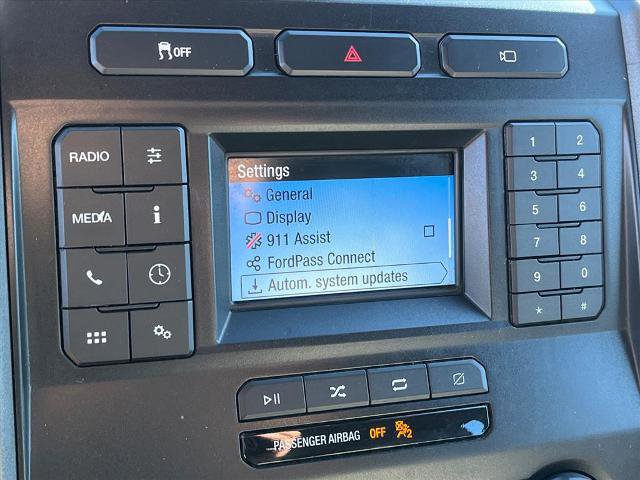 OFF
RADIO
MEDIA
i
Settings
General
Display
911 Assist
FordPass Connect
Autom. system updates
1 2
3 4
5 6
7 8
9 0
* #
PASSENGER AIRBAG OFF 2